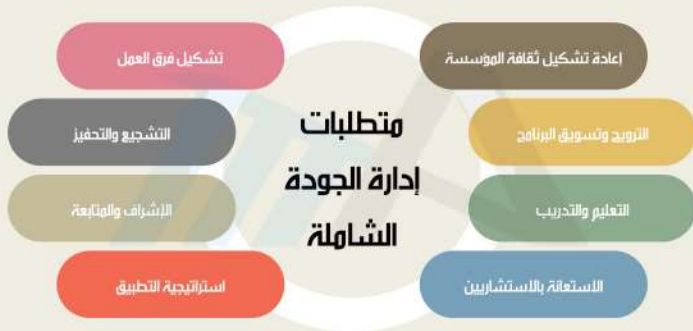 متطلبات
إدارة الجودة
الشاملة
إعادة تشكيل ثقافة المؤسسة
الترويج وتسويق البرنامج
التعليم والتدريب
الاستعانة بالاستشاريين
تشكيل فرق العمل
التشجيع والتحفيز
الإشراف والمتابعة
استراتيجية التطبيق